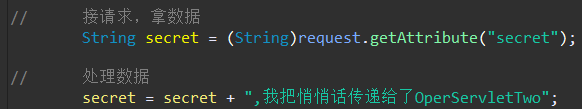 //      接请求，拿数据
        String secret = (String)request.getAttribute("secret");
//      处理数据
        secret = secret + ",我把悄悄话传递给了OperServletTwo";